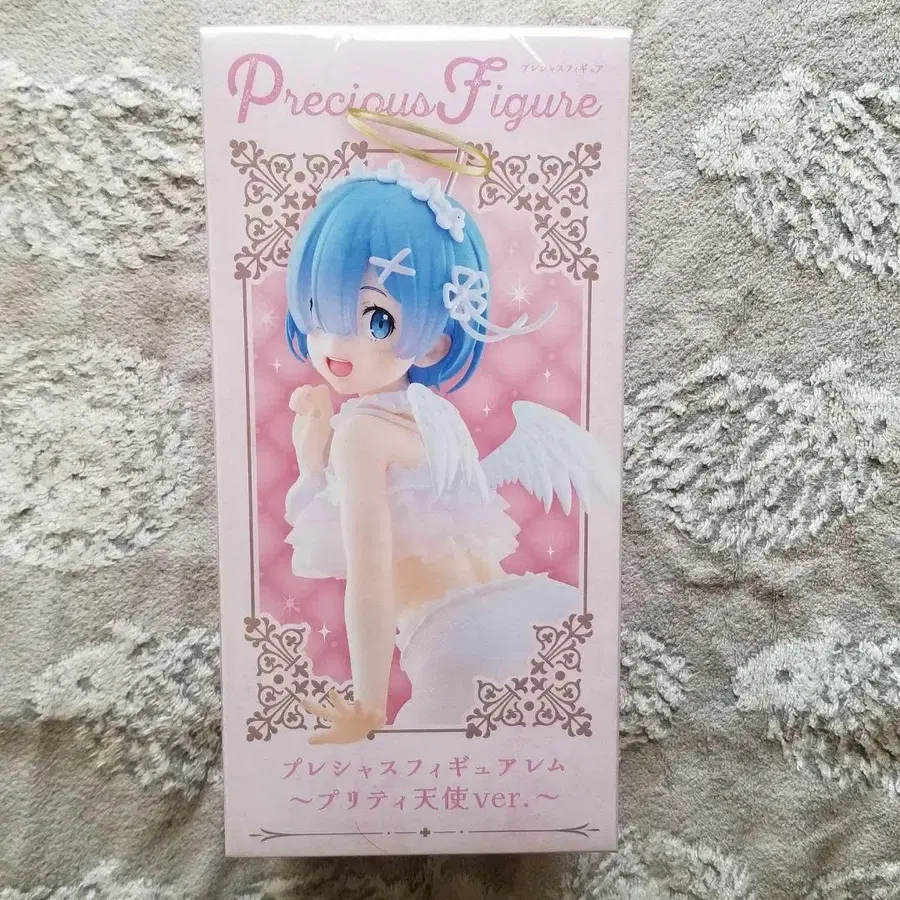 プレシャスフィギュア
Precious Figure
プレシャスフィギュアレム
～プリティ天使ver.～